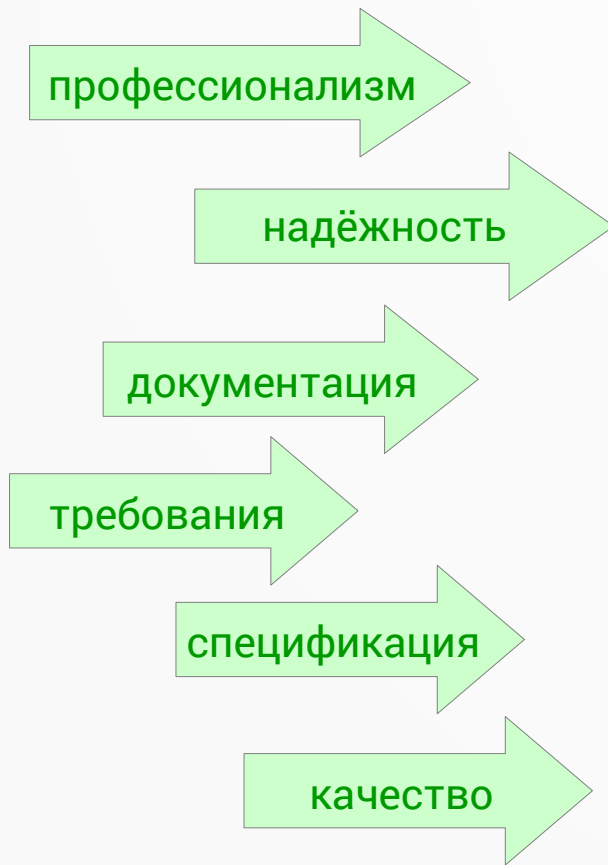 профессионализм
надёжность
документация
требования
спецификация
качество